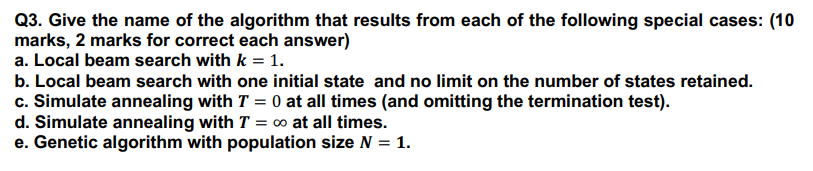 Q3. Give the name of the algorithm that results from each of the following special cases: (10
marks, 2 marks for correct each answer)
a. Local beam search with k = 1.
b. Local beam search with one initial state and no limit on the number of states retained.
c. Simulate annealing with T = 0 at all times (and omitting the termination test).
d. Simulate annealing with T = ∞ at all times.
e. Genetic algorithm with population size N = 1.